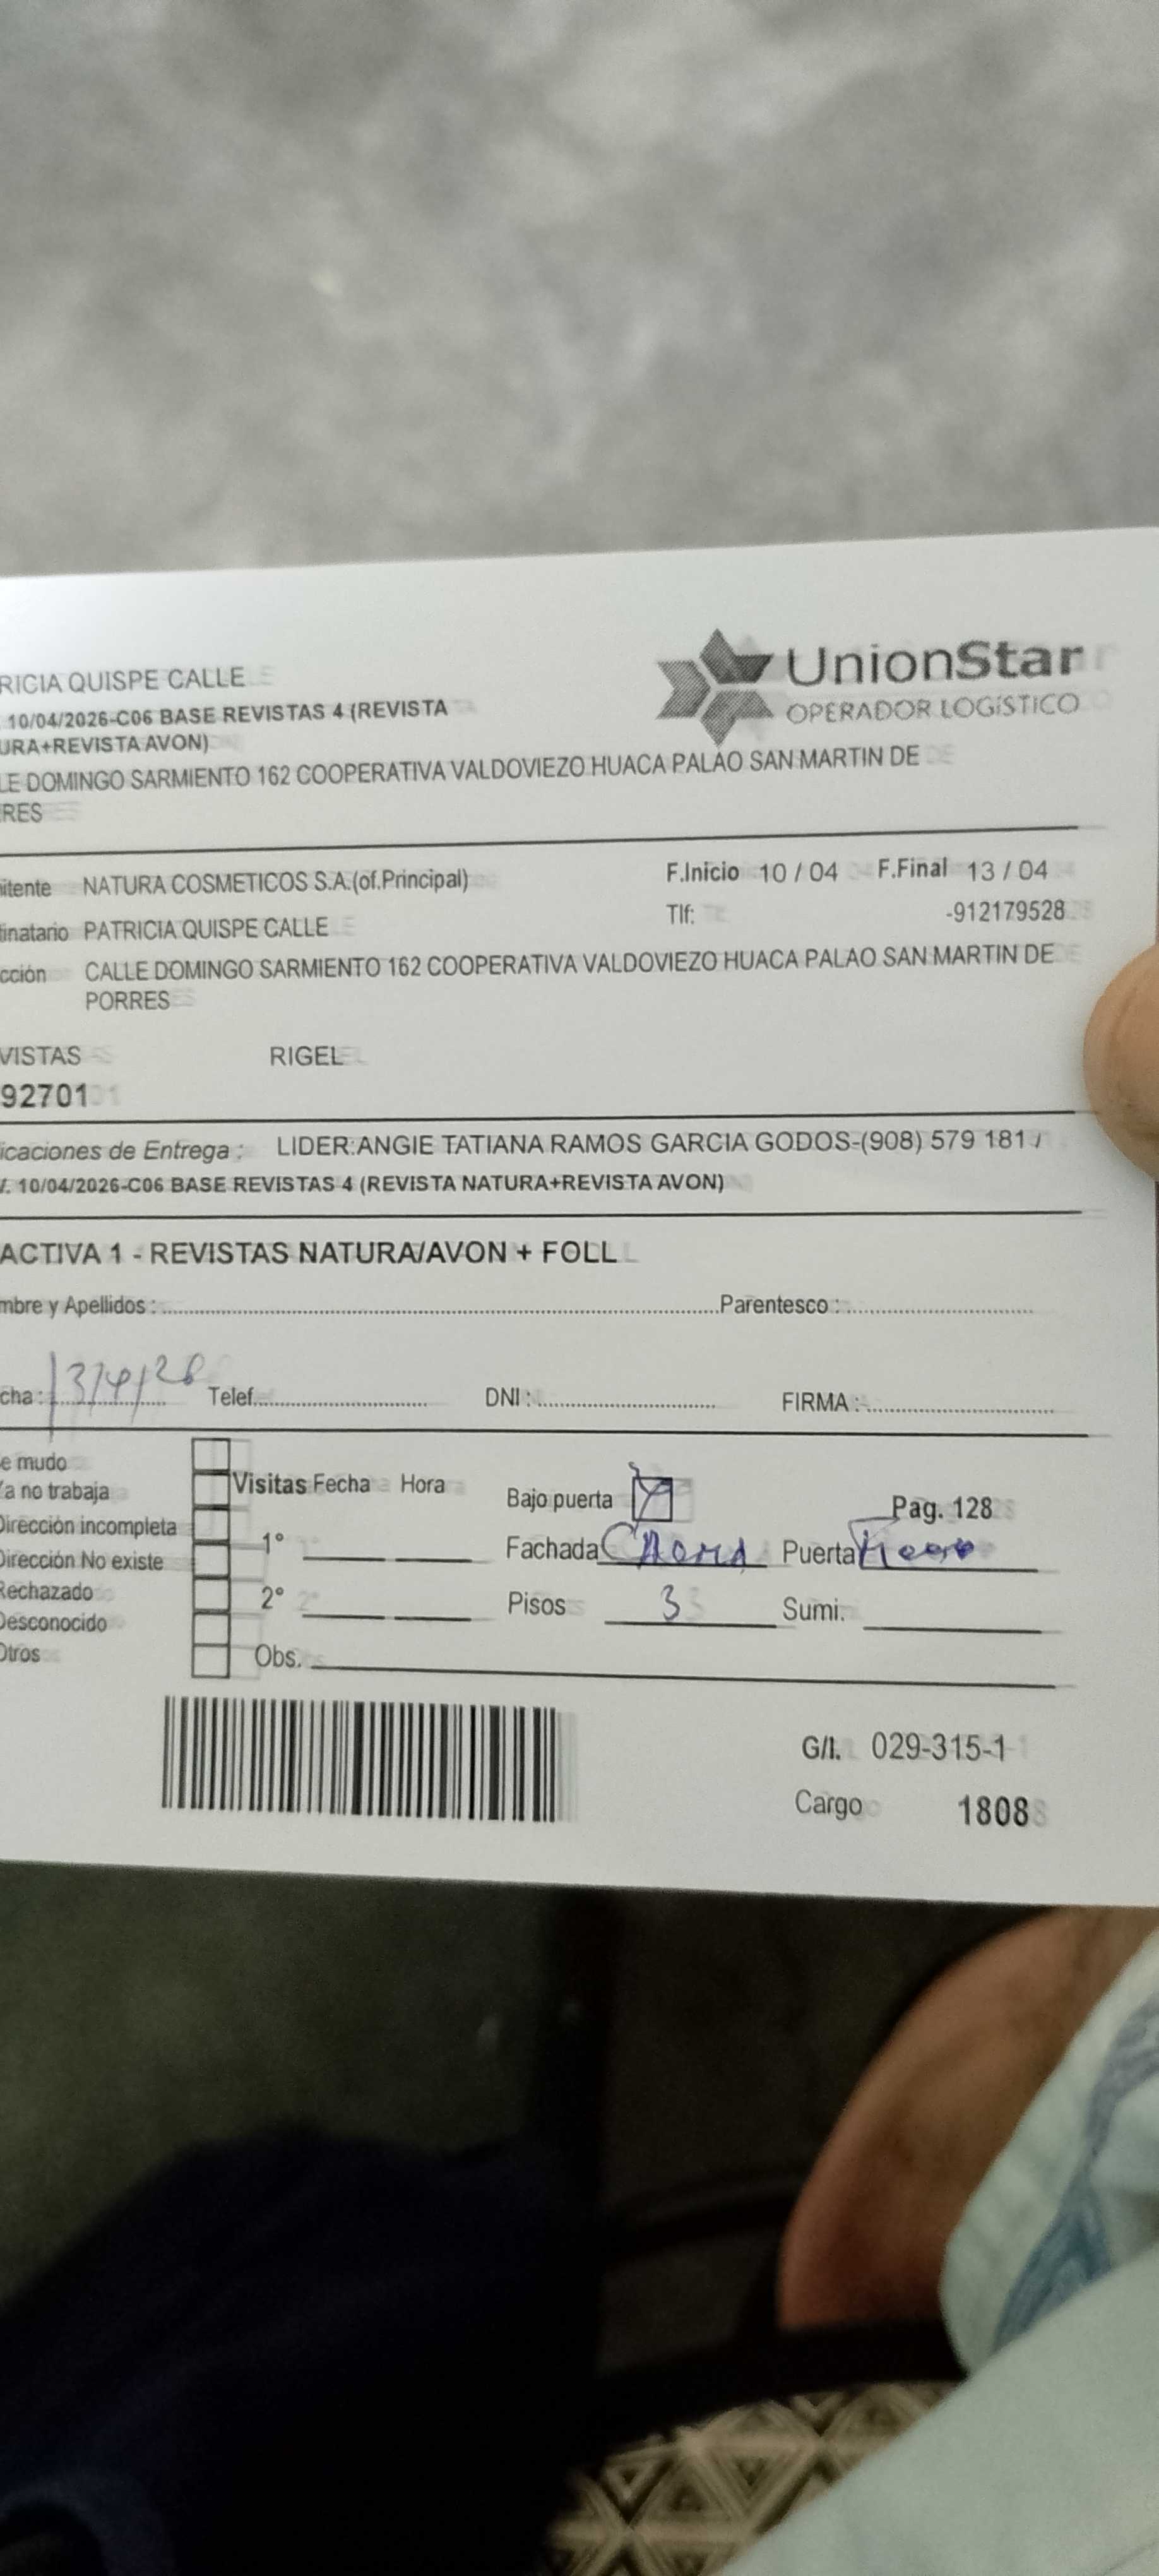 RICIA QUISPE CALLE
UnionStar
OPERADOR LOGÍSTICO
10/04/2026-C06 BASE REVISTAS 4 (REVISTA
URA+REVISTA AVON)
LE DOMINGO SARMIENTO 162 COOPERATIVA VALDOVIEZO HUACA PALAO SAN MARTIN DE
RES
itente NATURA COSMETICOS S.A.(of.Principal) F.Inicio 10 / 04 F.Final 13 / 04
Tlf: -912179528
tinatario PATRICIA QUISPE CALLE
cción CALLE DOMINGO SARMIENTO 162 COOPERATIVA VALDOVIEZO HUACA PALAO SAN MARTIN DE
PORRES
VISTAS RIGEL
92701
icaciones de Entrega : LIDER:ANGIE TATIANA RAMOS GARCIA GODOS-(908) 579 181 /
/. 10/04/2026-C06 BASE REVISTAS 4 (REVISTA NATURA+REVISTA AVON)
ACTIVA 1 - REVISTAS NATURA/AVON + FOLL
mbre y Apellidos : Parentesco :
cha : 13/4/26 Telef. DNI : FIRMA :
e mudo
Ya no trabaja Visitas Fecha Hora Bajo puerta Pag. 128
Dirección incompleta
Dirección No existe 1° Fachada Puerta
Rechazado 2° Pisos 3 Sumi.
Desconocido
Otros Obs.
G/I. 029-315-1
Cargo 1808